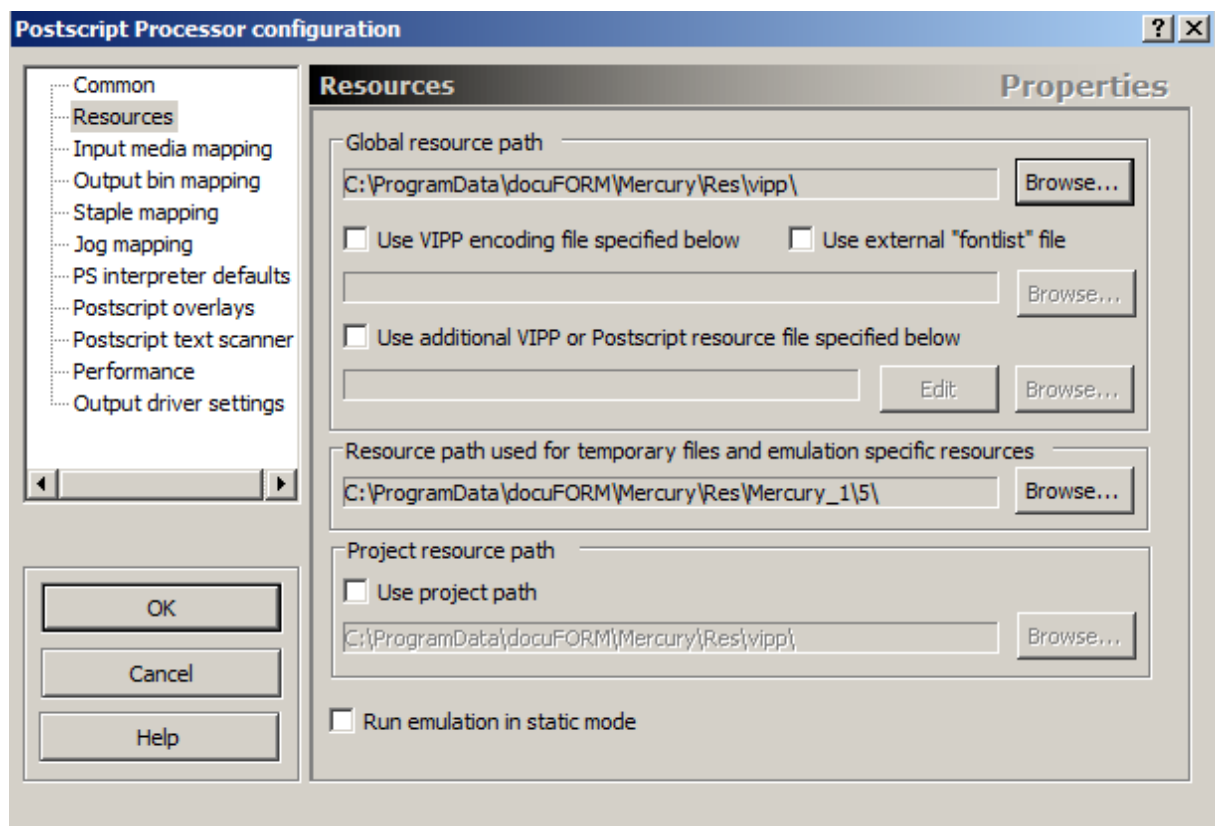 Postscript Processor configuration
Common
Resources
Input media mapping
Output bin mapping
Staple mapping
Jog mapping
PS interpreter defaults
Postscript overlays
Postscript text scanner
Performance
Output driver settings
OK
Cancel
Help
Resources Properties
Global resource path
C:\ProgramData\docuFORM\Mercury\Res\vipp\ Browse...
Use VIPP encoding file specified below Use external "fontlist" file
Browse...
Use additional VIPP or Postscript resource file specified below
Edit Browse...
Resource path used for temporary files and emulation specific resources
C:\ProgramData\docuFORM\Mercury\Res\Mercury_1\5\ Browse...
Project resource path
Use project path
C:\ProgramData\docuFORM\Mercury\Res\vipp\ Browse...
Run emulation in static mode